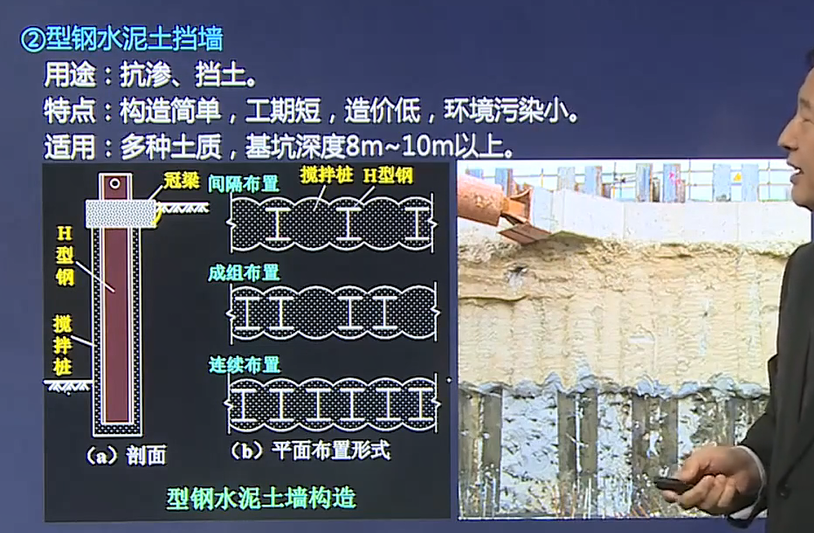 ②型钢水泥土挡墙
用途：抗渗、挡土。
特点：构造简单，工期短，造价低，环境污染小。
适用：多种土质，基坑深度8m~10m以上。
冠梁
H型钢
搅拌桩
（a）剖面
间隔布置
搅拌桩 H型钢
成组布置
连续布置
（b）平面布置形式
型钢水泥土墙构造